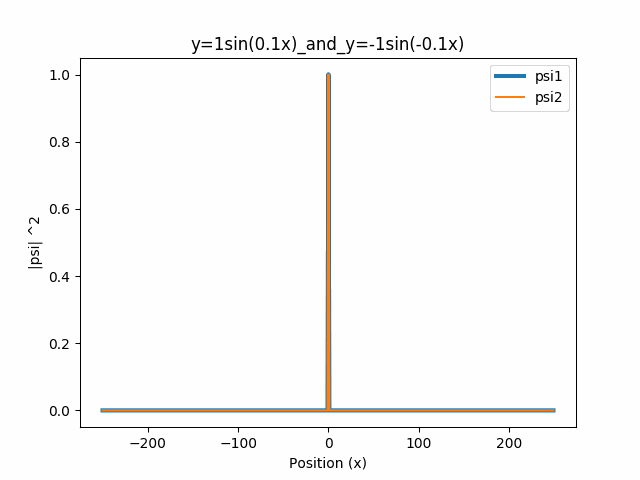 y=1sin(0.1x)_and_y=-1sin(-0.1x)
psi1
psi2
1.0
0.8
0.6
0.4
0.2
0.0
|psi| ^2
−200
−100
0
100
200
Position (x)